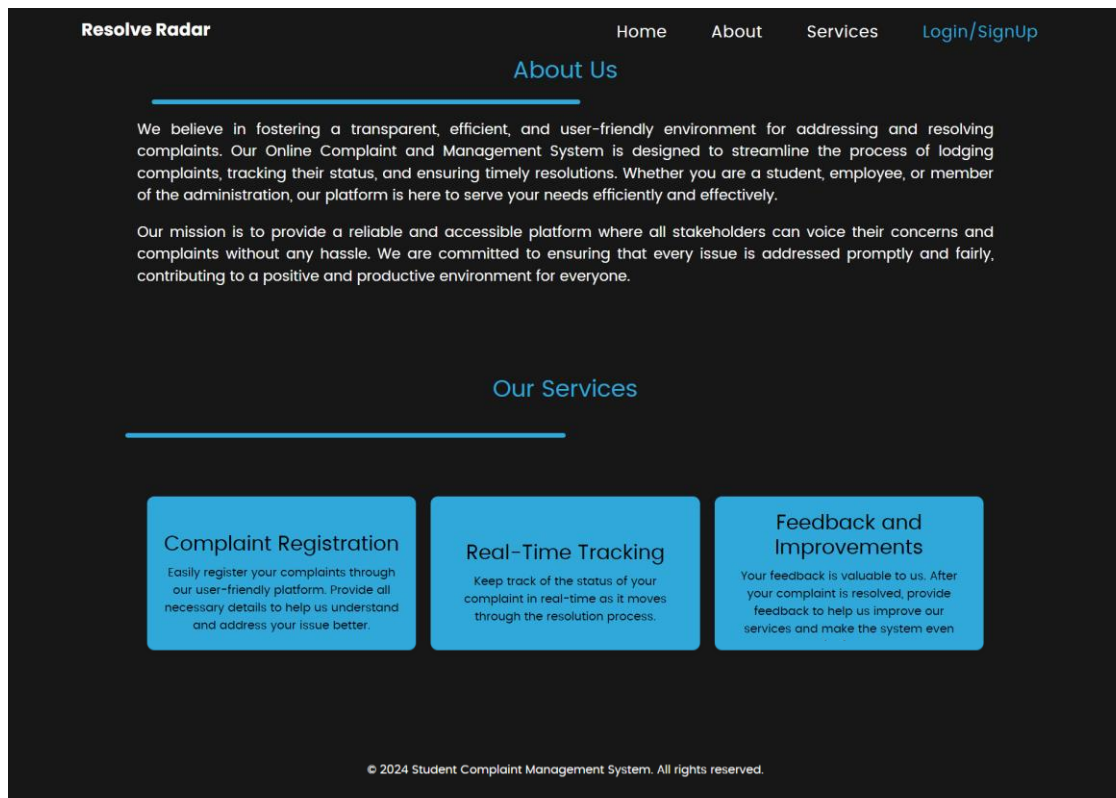 Resolve Radar
Home About Services Login/SignUp
About Us
We believe in fostering a transparent, efficient, and user-friendly environment for addressing and resolving
complaints. Our Online Complaint and Management System is designed to streamline the process of lodging
complaints, tracking their status, and ensuring timely resolutions. Whether you are a student, employee, or member
of the administration, our platform is here to serve your needs efficiently and effectively.
Our mission is to provide a reliable and accessible platform where all stakeholders can voice their concerns and
complaints without any hassle. We are committed to ensuring that every issue is addressed promptly and fairly,
contributing to a positive and productive environment for everyone.
Our Services
Complaint Registration
Easily register your complaints through
our user-friendly platform. Provide all
necessary details to help us understand
and address your issue better.
Real-Time Tracking
Keep track of the status of your
complaint in real-time as it moves
through the resolution process.
Feedback and
Improvements
Your feedback is valuable to us. After
your complaint is resolved, provide
feedback to help us improve our
services and make the system even
© 2024 Student Complaint Management System. All rights reserved.